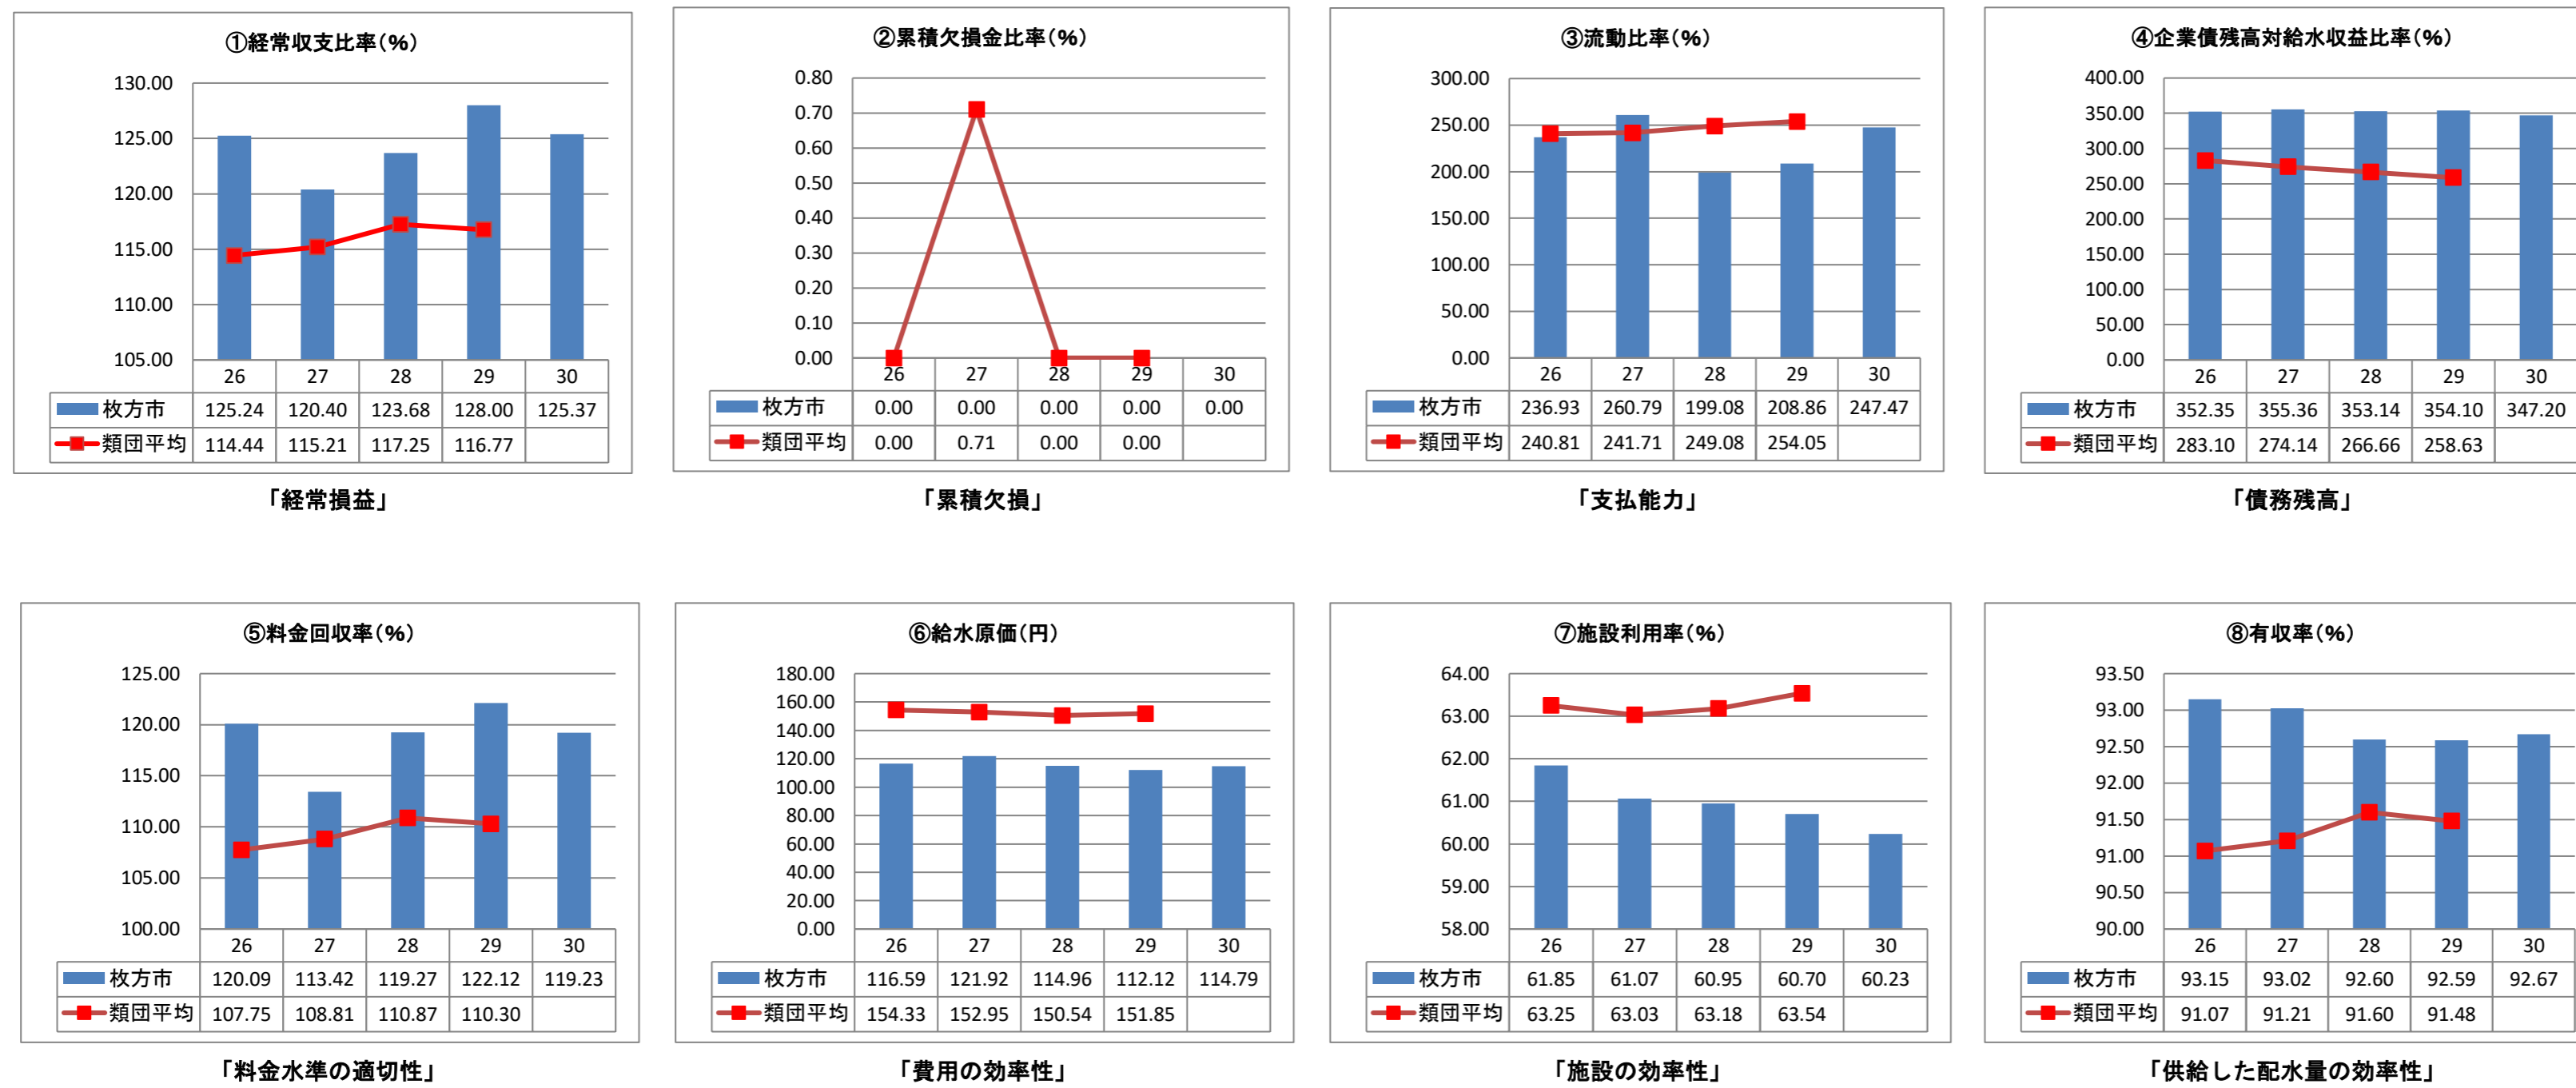 ①経常収支比率(%)
130.00
125.00
120.00
115.00
110.00
105.00
26 27 28 29 30
枚方市 125.24 120.40 123.68 128.00 125.37
類団平均 114.44 115.21 117.25 116.77
「経常損益」
②累積欠損金比率(%)
0.80
0.70
0.60
0.50
0.40
0.30
0.20
0.10
0.00
26 27 28 29 30
枚方市 0.00 0.00 0.00 0.00 0.00
類団平均 0.00 0.71 0.00 0.00
「累積欠損」
③流動比率(%)
300.00
250.00
200.00
150.00
100.00
50.00
0.00
26 27 28 29 30
枚方市 236.93 260.79 199.08 208.86 247.47
類団平均 240.81 241.71 249.08 254.05
「支払能力」
④企業債残高対給水収益比率(%)
400.00
350.00
300.00
250.00
200.00
150.00
100.00
50.00
0.00
26 27 28 29 30
枚方市 352.35 355.36 353.14 354.10 347.20
類団平均 283.10 274.14 266.66 258.63
「債務残高」
⑤料金回収率(%)
125.00
120.00
115.00
110.00
105.00
100.00
26 27 28 29 30
枚方市 120.09 113.42 119.27 122.12 119.23
類団平均 107.75 108.81 110.87 110.30
「料金水準の適切性」
⑥給水原価(円)
180.00
160.00
140.00
120.00
100.00
80.00
60.00
40.00
20.00
0.00
26 27 28 29 30
枚方市 116.59 121.92 114.96 112.12 114.79
類団平均 154.33 152.95 150.54 151.85
「費用の効率性」
⑦施設利用率(%)
64.00
63.00
62.00
61.00
60.00
59.00
58.00
26 27 28 29 30
枚方市 61.85 61.07 60.95 60.70 60.23
類団平均 63.25 63.03 63.18 63.54
「施設の効率性」
⑧有収率(%)
93.50
93.00
92.50
92.00
91.50
91.00
90.50
90.00
26 27 28 29 30
枚方市 93.15 93.02 92.60 92.59 92.67
類団平均 91.07 91.21 91.60 91.48
「供給した配水量の効率性」